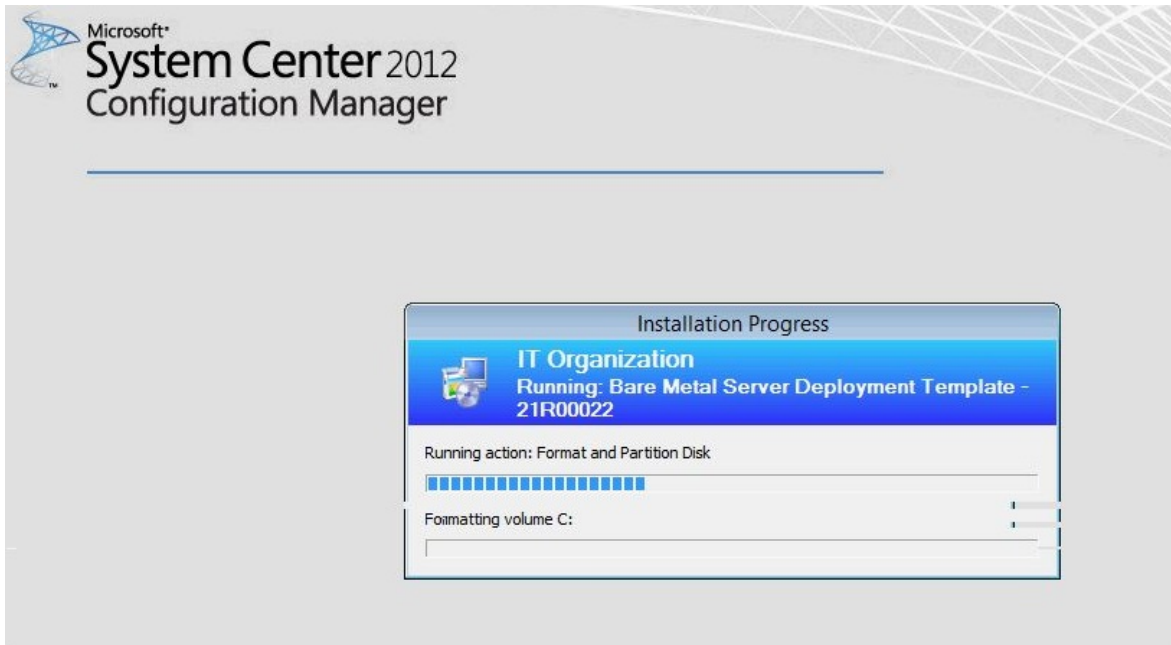 Microsoft®
System Center 2012
™
Configuration Manager
Installation Progress
IT Organization
Running: Bare Metal Server Deployment Template -
21R00022
Running action: Format and Partition Disk
Formatting volume C: